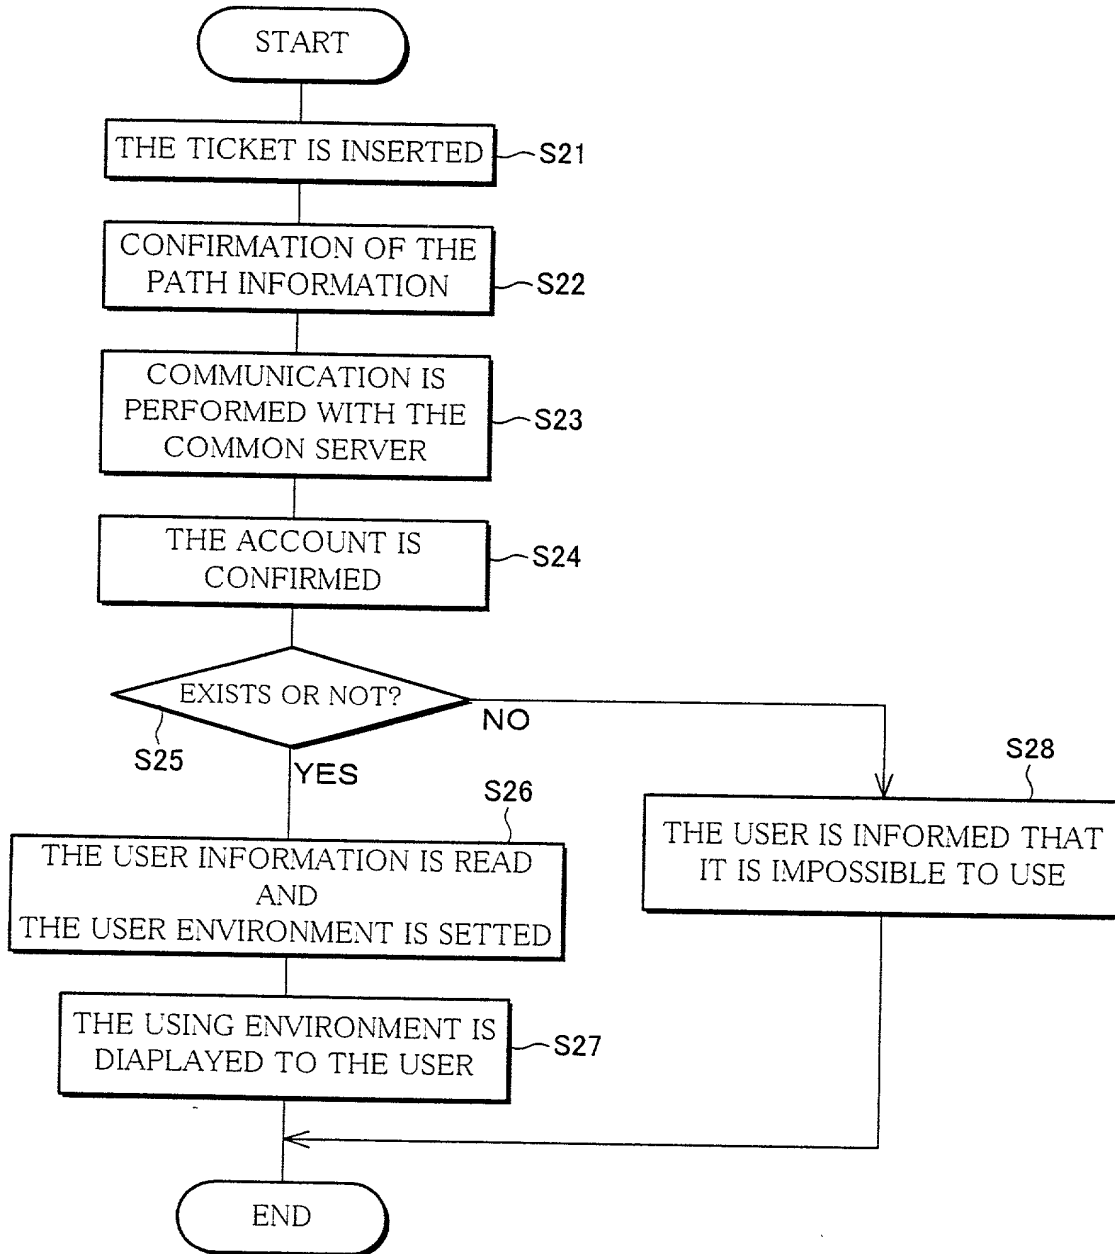 START
THE TICKET IS INSERTED
S21
CONFIRMATION OF THE
PATH INFORMATION
S22
COMMUNICATION IS
PERFORMED WITH THE
COMMON SERVER
S23
THE ACCOUNT IS
CONFIRMED
S24
EXISTS OR NOT?
S25
NO
YES
S26
THE USER INFORMATION IS READ
AND
THE USER ENVIRONMENT IS SETTED
S28
THE USER IS INFORMED THAT
IT IS IMPOSSIBLE TO USE
THE USING ENVIRONMENT IS
DIAPLAYED TO THE USER
S27
END